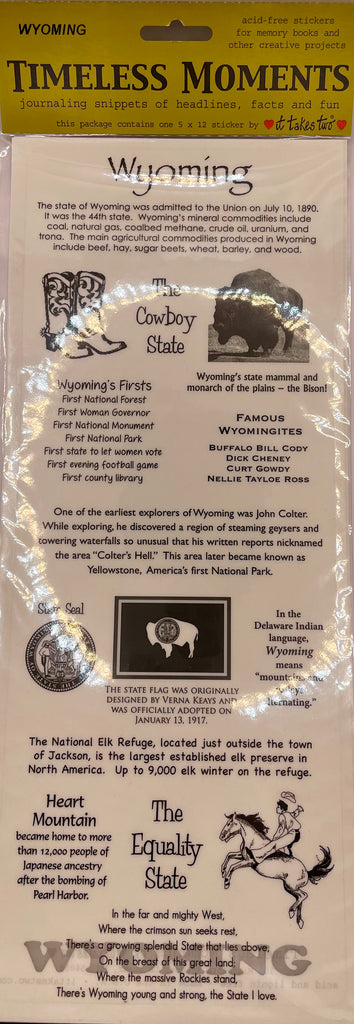 WYOMING
acid-free stickers
for memory books and
other creative projects
TIMELESS MOMENTS
journaling snippets of headlines, facts and fun
this package contains one 5 x 12 sticker by it takes two®
Wyoming
The state of Wyoming was admitted to the Union on July 10, 1890.
It was the 44th state. Wyoming's mineral commodities include
coal, natural gas, coalbed methane, crude oil, uranium, and
trona. The main agricultural commodities produced in Wyoming
include beef, hay, sugar beets, wheat, barley, and wood.
The
Cowboy
State
Wyoming's state mammal and
monarch of the plains -- the Bison!
Wyoming's Firsts
First National Forest
First Woman Governor
First National Monument
First National Park
First state to let women vote
First evening football game
First county library
FAMOUS
WYOMINGITES
BUFFALO BILL CODY
DICK CHENEY
CURT GOWDY
NELLIE TAYLOE ROSS
One of the earliest explorers of Wyoming was John Colter.
While exploring, he discovered a region of steaming geysers and
towering waterfalls so unusual that his written reports nicknamed
the area "Colter's Hell." This area later became known as
Yellowstone, America's first National Park.
State Seal
THE STATE FLAG WAS ORIGINALLY
DESIGNED BY VERNA KEAYS AND
WAS OFFICIALLY ADOPTED ON
JANUARY 13, 1917.
In the
Delaware Indian
language,
Wyoming
means
"mountains and
valleys
alternating."
The National Elk Refuge, located just outside the town
of Jackson, is the largest established elk preserve in
North America. Up to 9,000 elk winter on the refuge.
Heart
Mountain
became home to more
than 12,000 people of
Japanese ancestry
after the bombing of
Pearl Harbor.
The
Equality
State
In the far and mighty West,
Where the crimson sun seeks rest,
There's a growing splendid State that lies above,
On the breast of this great land;
Where the massive Rockies stand,
There's Wyoming young and strong, the State I love.
WYOMING